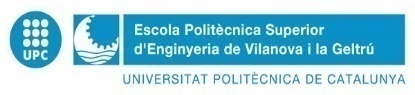 UPC
Escola Politècnica Superior
d'Enginyeria de Vilanova i la Geltrú
UNIVERSITAT POLITÈCNICA DE CATALUNYA